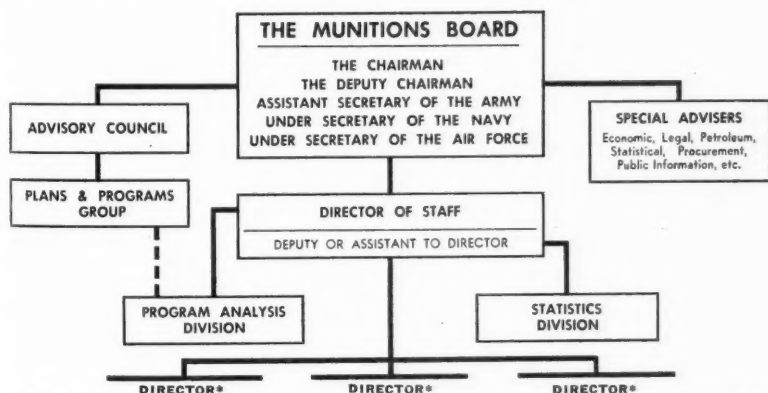 THE MUNITIONS BOARD
THE CHAIRMAN
THE DEPUTY CHAIRMAN
ASSISTANT SECRETARY OF THE ARMY
UNDER SECRETARY OF THE NAVY
UNDER SECRETARY OF THE AIR FORCE
ADVISORY COUNCIL
SPECIAL ADVISERS
Economic, Legal, Petroleum,
Statistical, Procurement,
Public Information, etc.
PLANS & PROGRAMS
GROUP
DIRECTOR OF STAFF
DEPUTY OR ASSISTANT TO DIRECTOR
PROGRAM ANALYSIS
DIVISION
STATISTICS
DIVISION
DIRECTOR*
DIRECTOR*
DIRECTOR*